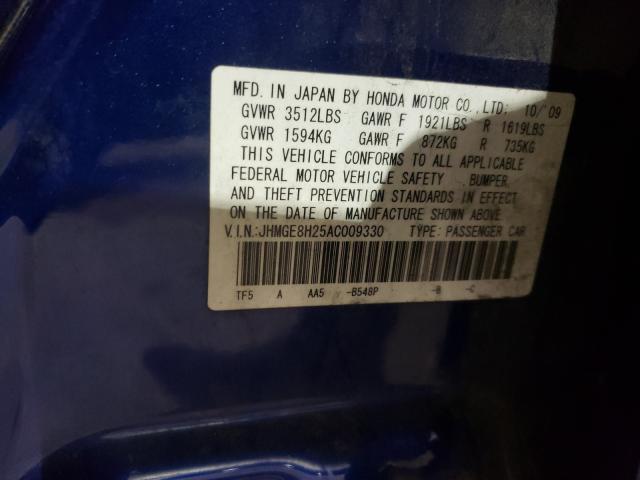 MFD. IN JAPAN BY HONDA MOTOR CO., LTD; 10/'09
GVWR 3512LBS GAWR F 1921LBS R 1619LBS
GVWR 1594KG GAWR F 872KG R 735KG
THIS VEHICLE CONFORMS TO ALL APPLICABLE
FEDERAL MOTOR VEHICLE SAFETY , BUMPER,
AND THEFT PREVENTION STANDARDS IN EFFECT
ON THE DATE OF MANUFACTURE SHOWN ABOVE
V.I.N.:JHMGE8H25AC009330 TYPE: PASSENGER CAR
TF5 A AA5 -B548P -B -C